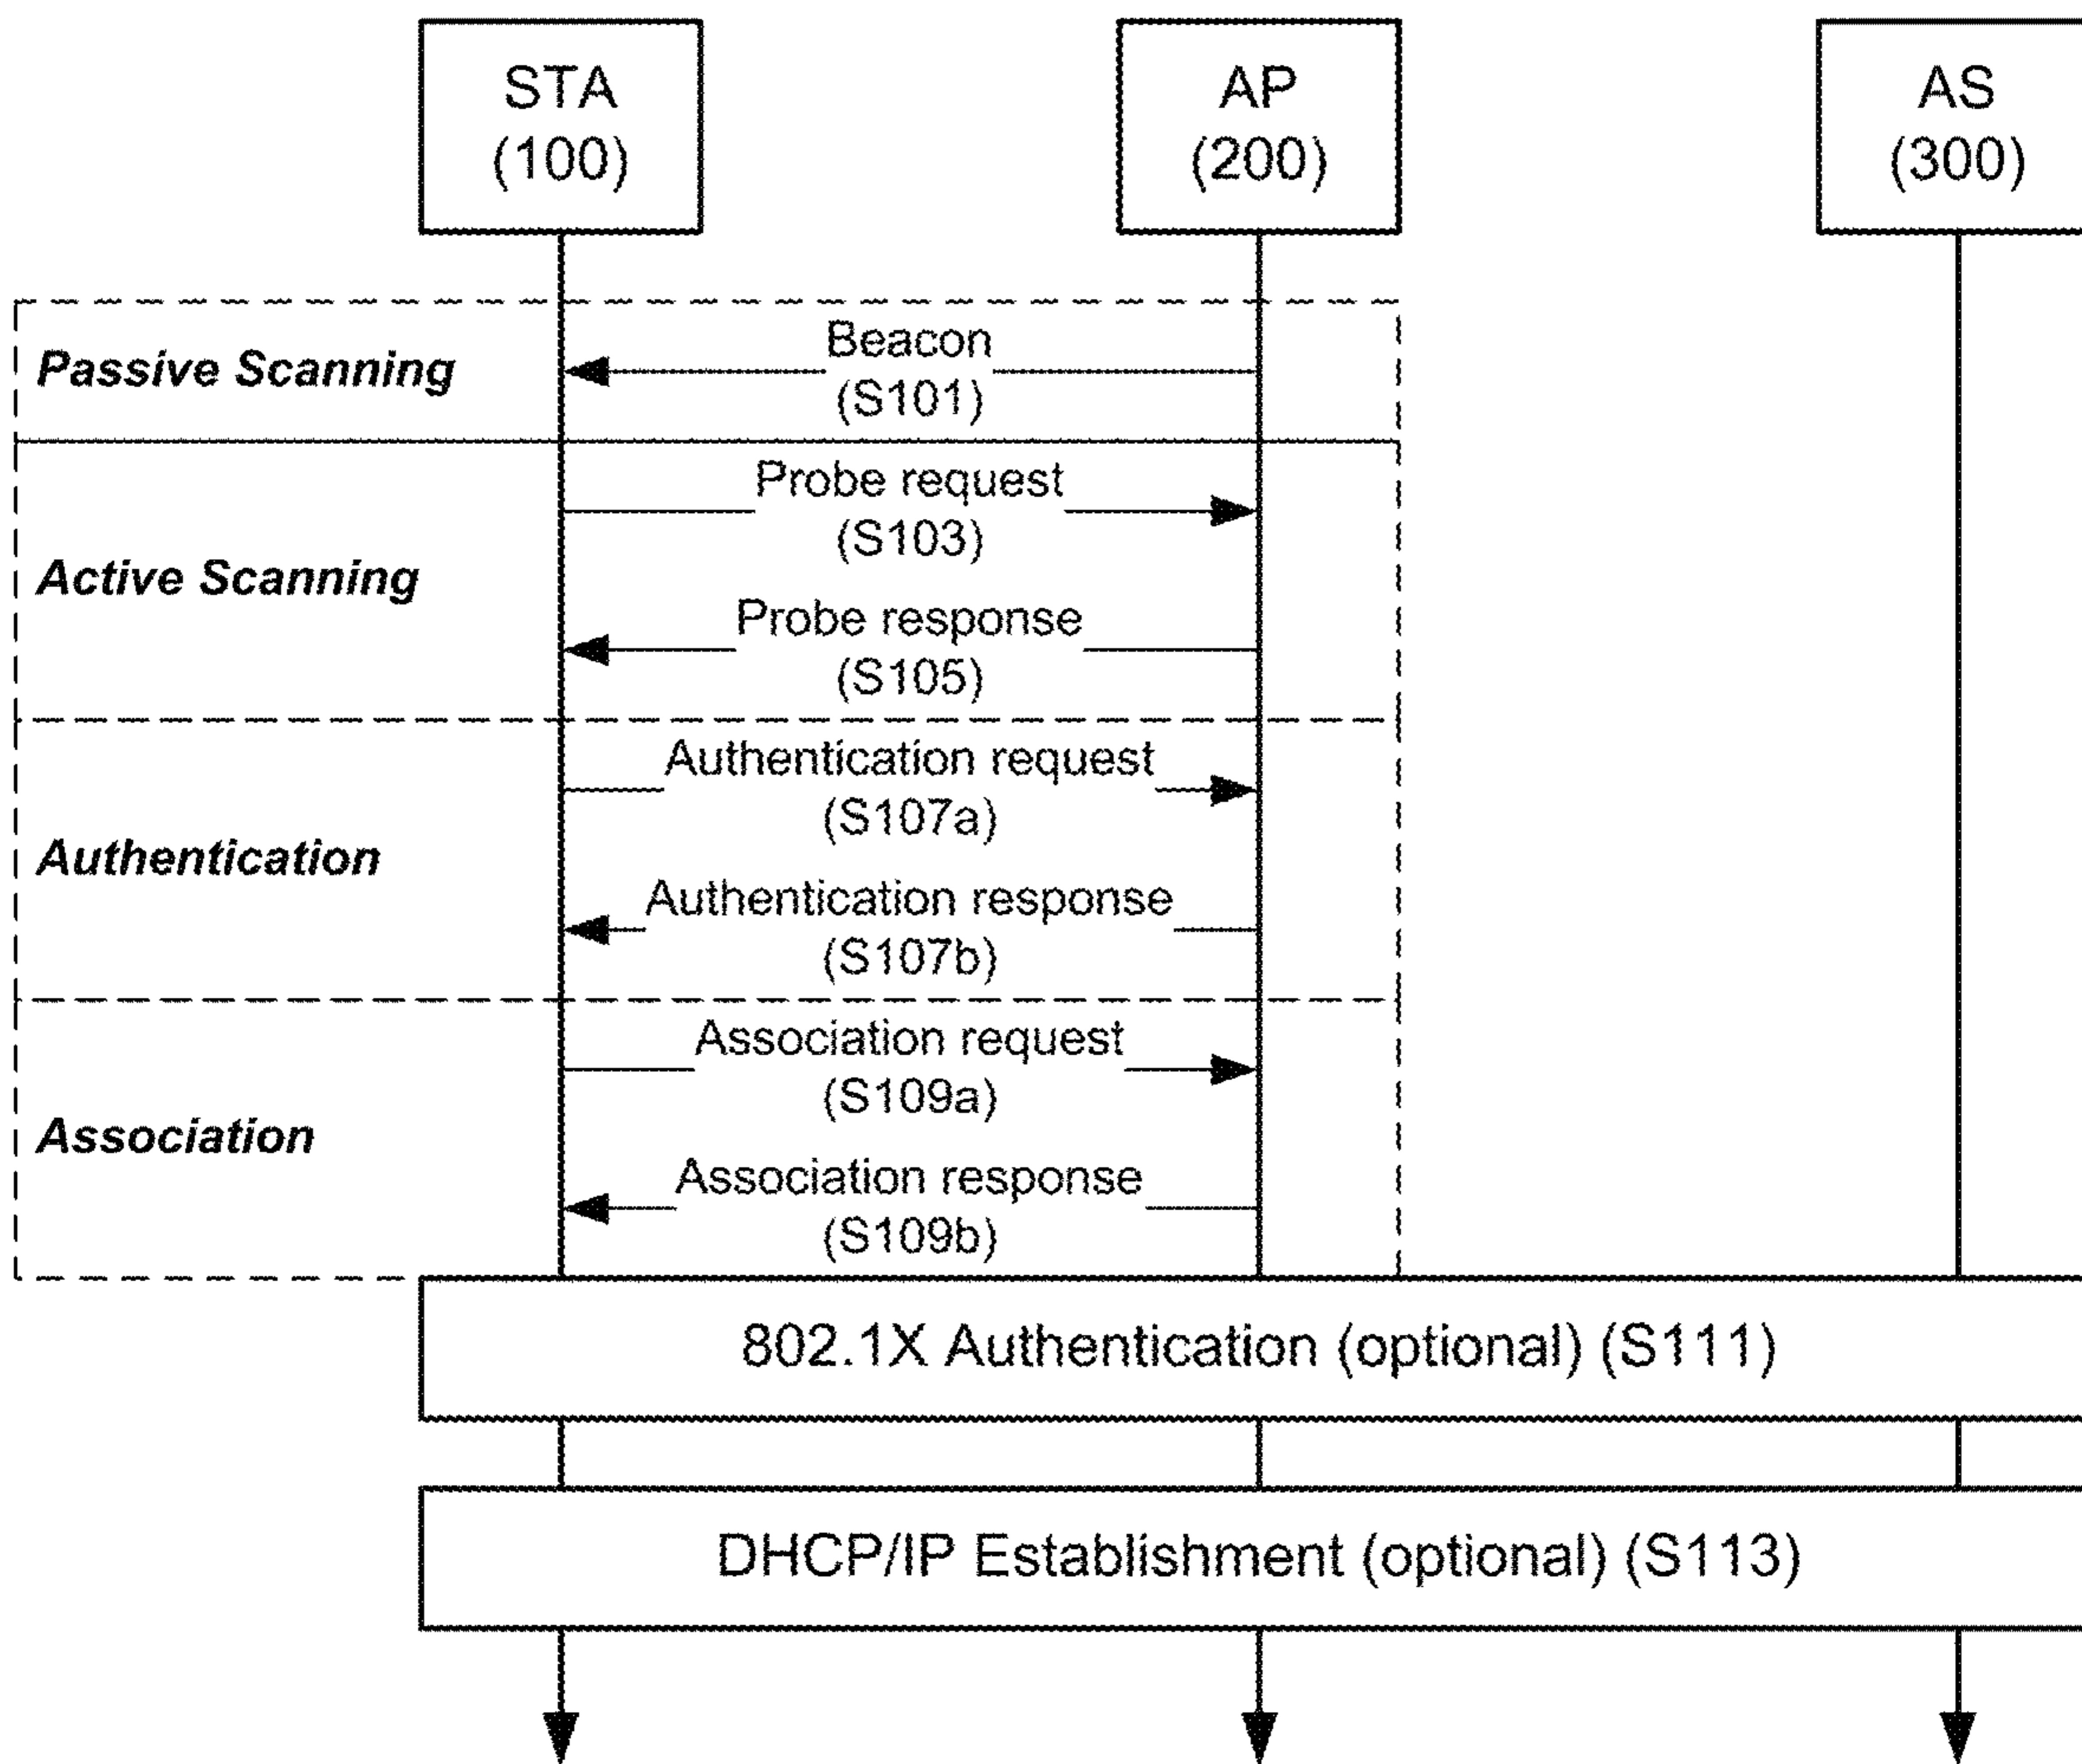 STA
(100)
AP
(200)
AS
(300)
Passive Scanning
Beacon
(S101)
Active Scanning
Probe request
(S103)
Probe response
(S105)
Authentication
Authentication request
(S107a)
Authentication response
(S107b)
Association
Association request
(S109a)
Association response
(S109b)
802.1X Authentication (optional) (S111)
DHCP/IP Establishment (optional) (S113)